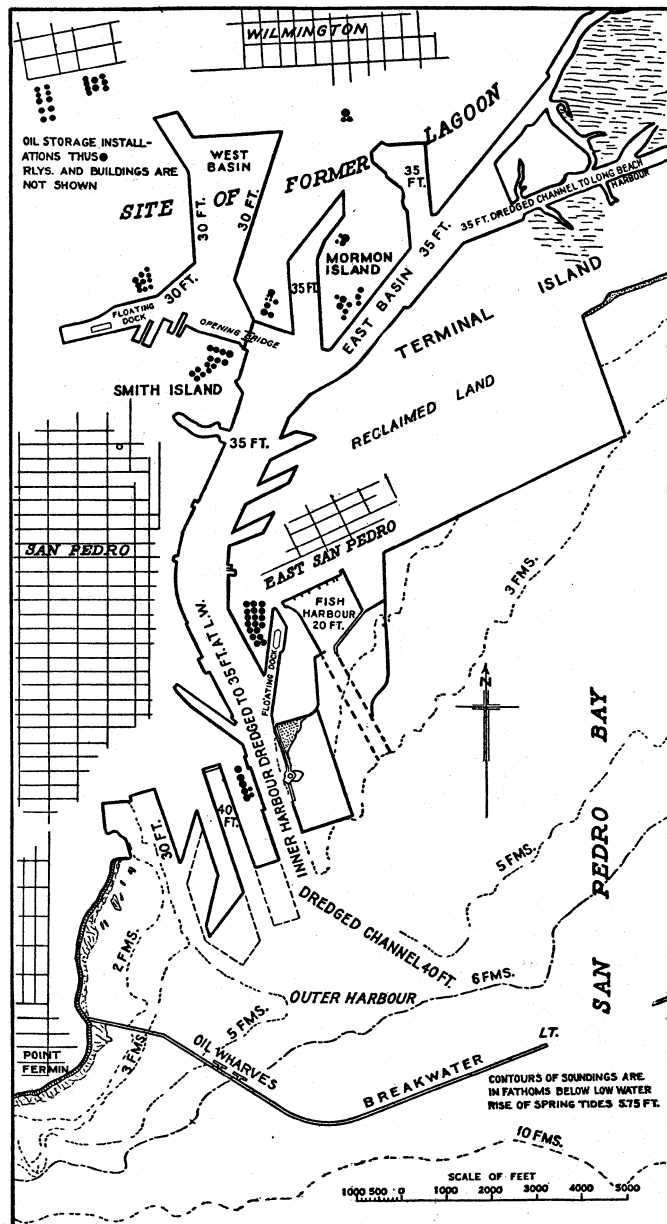 WILMINGTON
OIL STORAGE INSTALL-
ATIONS THUS
RLYS. AND BUILDINGS ARE
NOT SHOWN
WEST
BASIN
SITE OF FORMER LAGOON
30 FT.
30 FT.
35
FT.
35 FT. DREDGED CHANNEL TO LONG BEACH
HARBOUR
MORMON
ISLAND
35 FT.
EAST BASIN 35 FT.
30 FT.
FLOATING
DOCK
OPENING BRIDGE
TERMINAL ISLAND
SMITH ISLAND
RECLAIMED LAND
35 FT.
SAN PEDRO
EAST SAN PEDRO
3 FMS.
FISH
HARBOUR
20 FT.
FLOATING DOCK
INNER HARBOUR DREDGED TO 35 FT. AT L.W.
N
SAN PEDRO BAY
40
FT.
30 FT.
5 FMS.
DREDGED CHANNEL 40 FT.
2 FMS.
6 FMS.
OUTER HARBOUR
5 FMS.
3 FMS.
OIL WHARVES
LT.
BREAKWATER
POINT
FERMIN
CONTOURS OF SOUNDINGS ARE
IN FATHOMS BELOW LOW WATER
RISE OF SPRING TIDES 5.75 FT.
10 FMS.
SCALE OF FEET
1000 500 0 1000 2000 3000 4000 5000